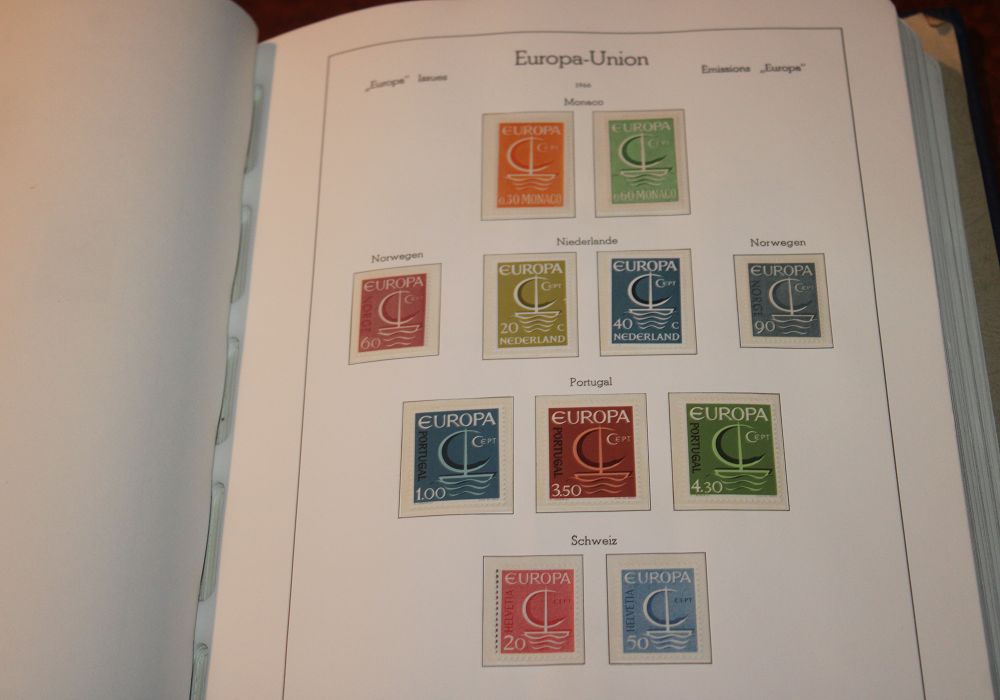 Europa-Union
„Europa" Issues
Emissions „Europa"
1966
Monaco
EUROPA
CEPT
0,30 MONACO
EUROPA
CEPT
0,60 MONACO
Norwegen
Niederlande
Norwegen
EUROPA
NORGE
CEPT
60
EUROPA
CEPT
20 C
NEDERLAND
EUROPA
CEPT
40 C
NEDERLAND
EUROPA
NORGE
CEPT
90
Portugal
EUROPA
PORTUGAL
CEPT
1.00
EUROPA
PORTUGAL
CEPT
3.50
EUROPA
PORTUGAL
CEPT
4.30
Schweiz
EUROPA
HELVETIA
CEPT
20
EUROPA
HELVETIA
CEPT
50